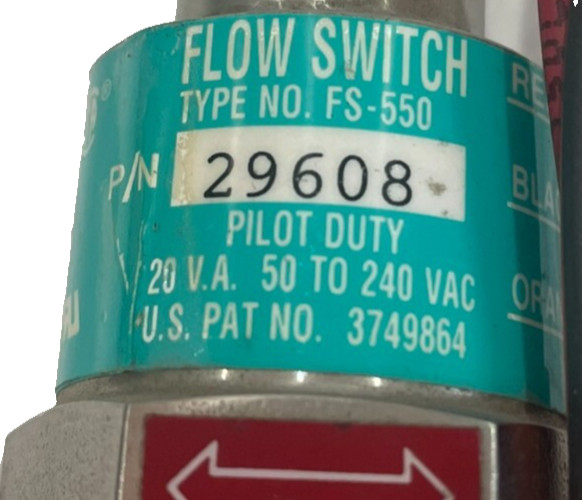 FLOW SWITCH
TYPE NO. FS-550
P/N 29608
PILOT DUTY
20 V.A. 50 TO 240 VAC
U.S. PAT NO. 3749864